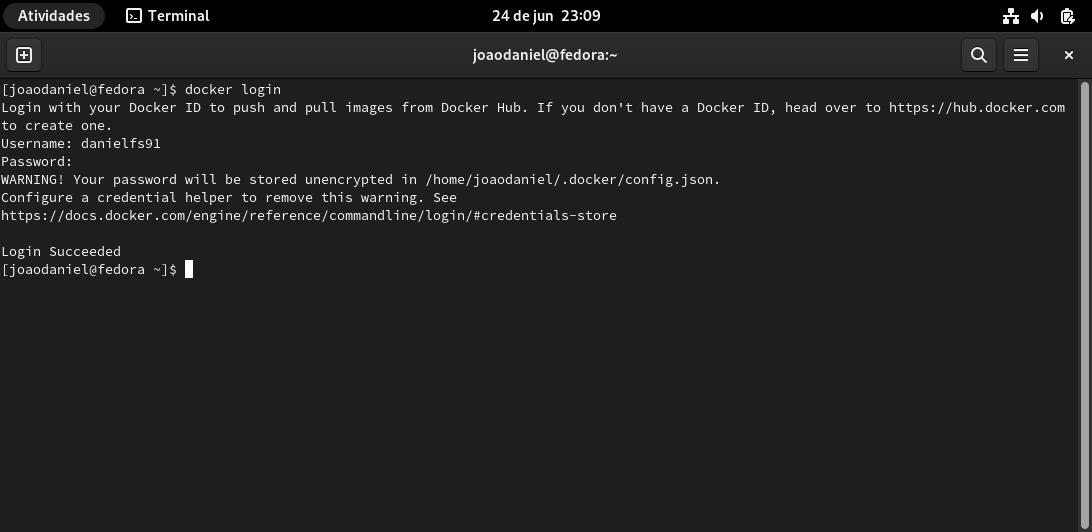 Atividades
Terminal
24 de jun 23:09
joaodaniel@fedora:~
[joaodaniel@fedora ~]$ docker login
Login with your Docker ID to push and pull images from Docker Hub. If you don't have a Docker ID, head over to https://hub.docker.com
to create one.
Username: danielfs91
Password:
WARNING! Your password will be stored unencrypted in /home/joaodaniel/.docker/config.json.
Configure a credential helper to remove this warning. See
https://docs.docker.com/engine/reference/commandline/login/#credentials-store
Login Succeeded
[joaodaniel@fedora ~]$